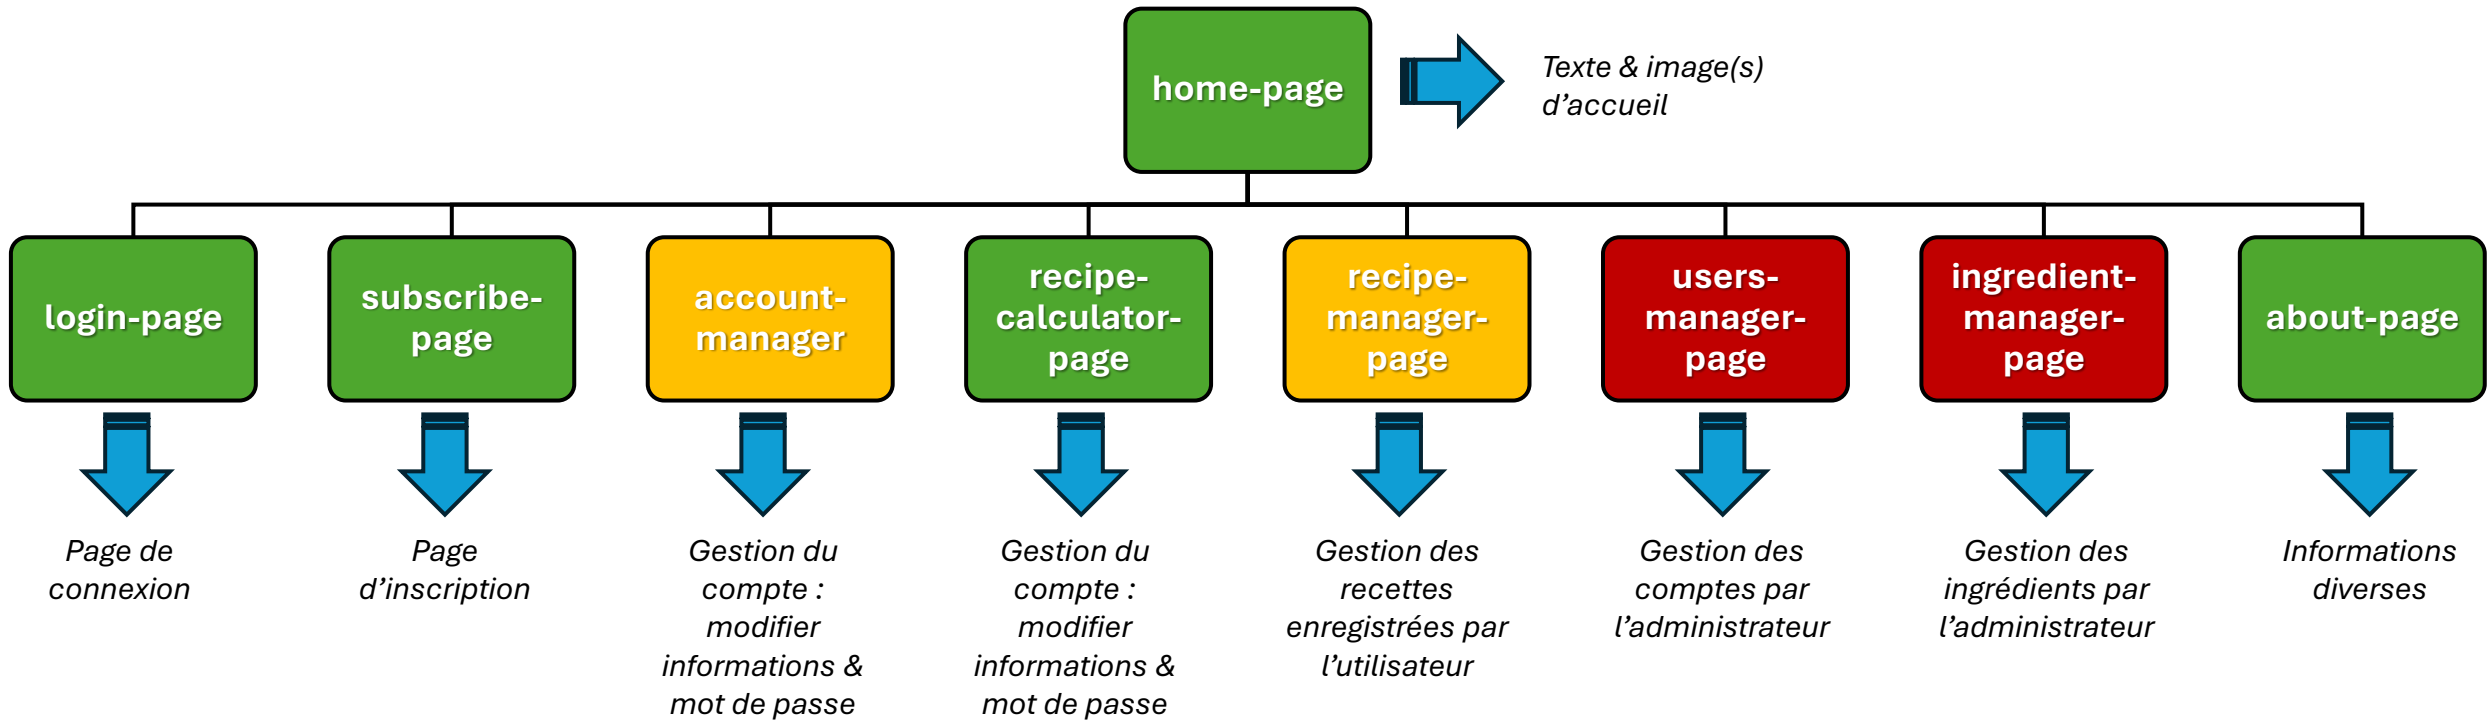 home-page
Texte & image(s)
d’accueil
login-page
subscribe-
page
account-
manager
recipe-
calculator-
page
recipe-
manager-
page
users-
manager-
page
ingredient-
manager-
page
about-page
Page de
connexion
Page
d’inscription
Gestion du
compte :
modifier
informations &
mot de passe
Gestion du
compte :
modifier
informations &
mot de passe
Gestion des
recettes
enregistrées par
l’utilisateur
Gestion des
comptes par
l’administrateur
Gestion des
ingrédients par
l’administrateur
Informations
diverses